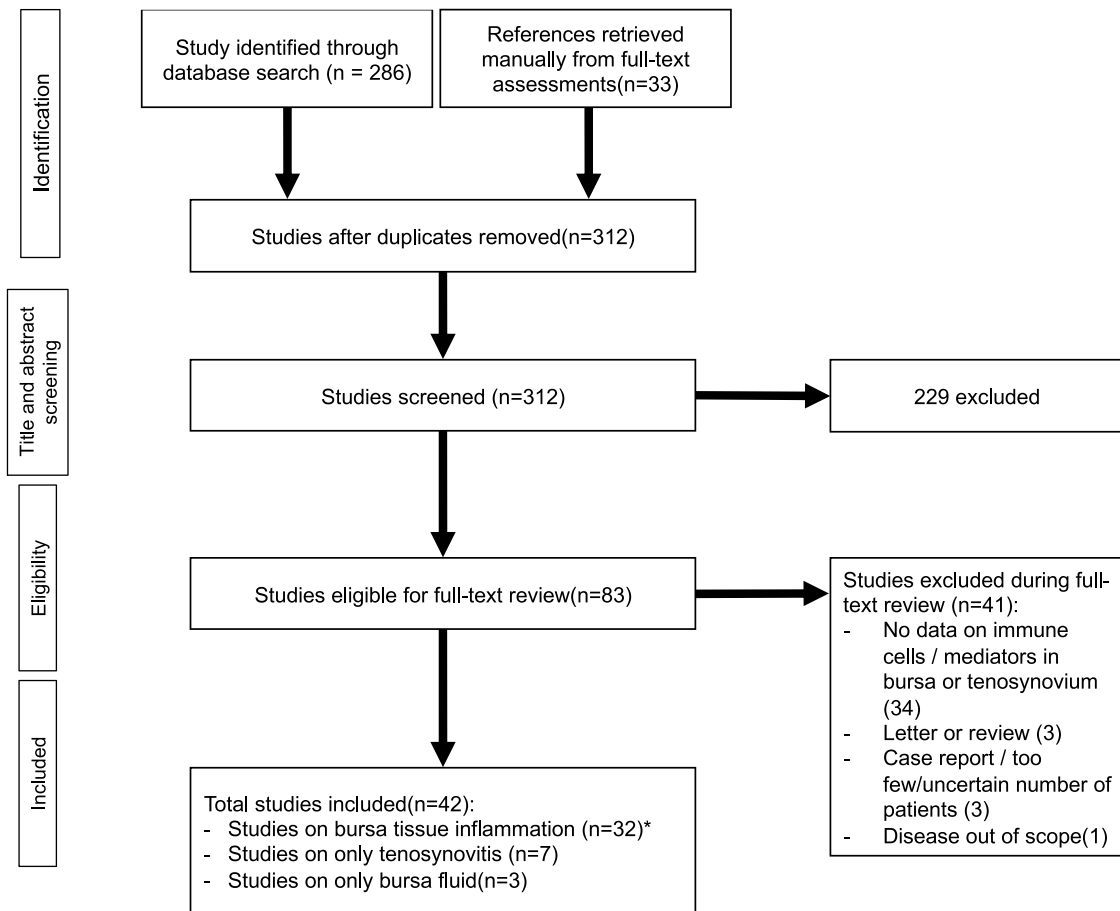 Identification
Study identified through
database search (n = 286)
References retrieved
manually from full-text
assessments(n=33)
Studies after duplicates removed(n=312)
Title and abstract
screening
Studies screened (n=312)
229 excluded
Eligibility
Studies eligible for full-text review(n=83)
Studies excluded during full-
text review (n=41):
- No data on immune
cells / mediators in
bursa or tenosynovium
(34)
- Letter or review (3)
- Case report / too
few/uncertain number of
patients (3)
- Disease out of scope(1)
Included
Total studies included(n=42):
- Studies on bursa tissue inflammation (n=32)*
- Studies on only tenosynovitis (n=7)
- Studies on only bursa fluid(n=3)